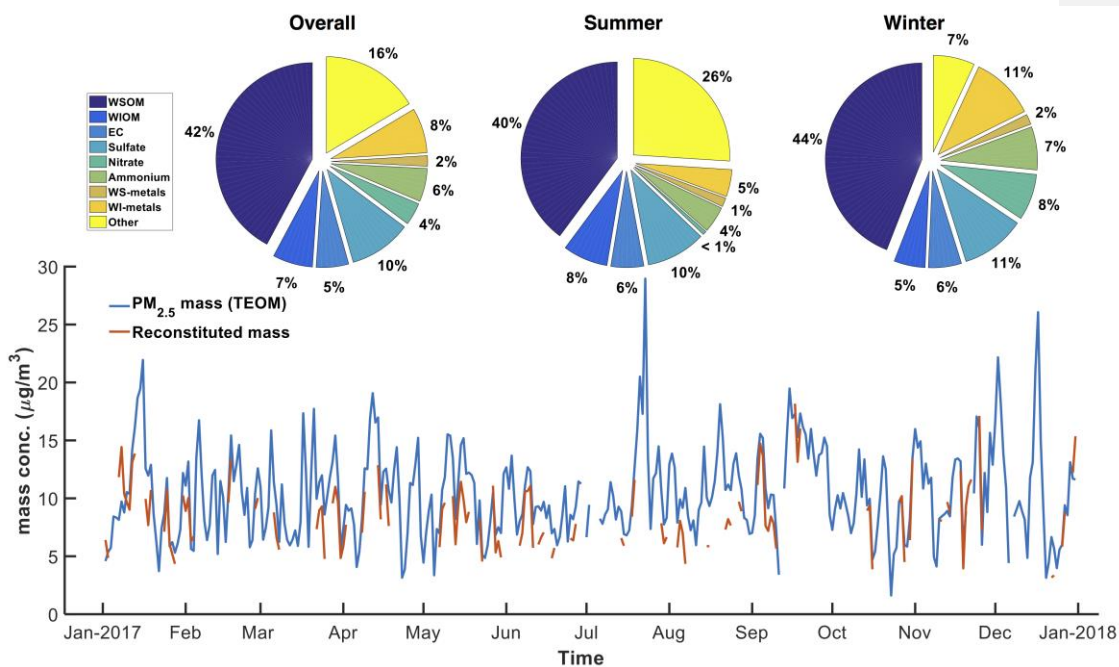 Overall
Summer
Winter
WSOM
WIOM
EC
Sulfate
Nitrate
Ammonium
WS-metals
WI-metals
Other
16%
8%
2%
6%
4%
10%
5%
7%
42%
26%
5%
1%
4%
< 1%
10%
6%
8%
40%
7%
11%
2%
7%
8%
11%
6%
5%
44%
PM2.5 mass (TEOM)
Reconstituted mass
mass conc. (μg/m3)
30
25
20
15
10
5
0
Jan-2017 Feb Mar Apr May Jun Jul Aug Sep Oct Nov Dec Jan-2018
Time